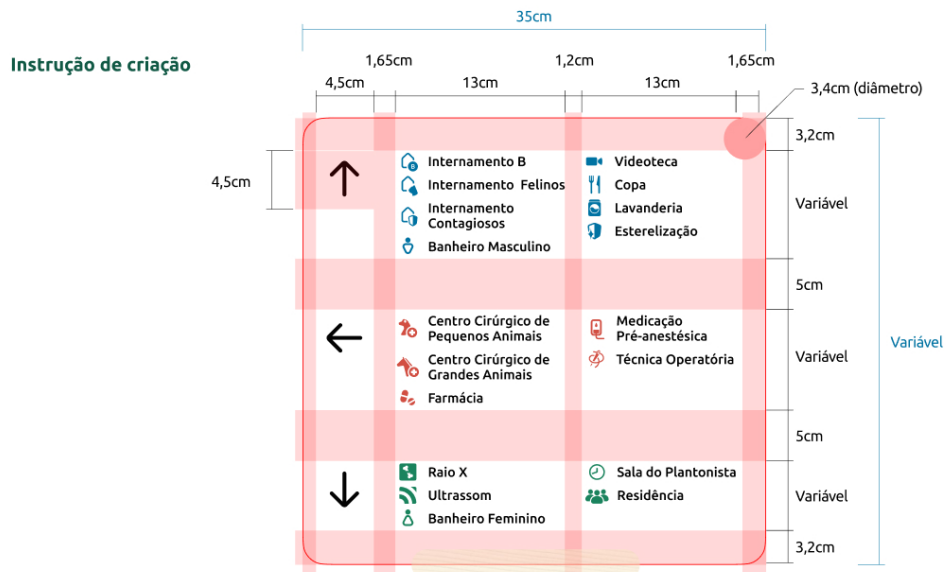 35cm
Instrução de criação
1,65cm
1,2cm
1,65cm
4,5cm
13cm
13cm
3,4cm (diâmetro)
3,2cm
4,5cm
Internamento B
Internamento Felinos
Internamento
Contagiosos
Banheiro Masculino
Videoteca
Copa
Lavanderia
Esterelização
Variável
5cm
Centro Cirúrgico de
Pequenos Animais
Centro Cirúrgico de
Grandes Animais
Farmácia
Medicação
Pré-anestésica
Técnica Operatória
Variável
Variável
5cm
Raio X
Ultrassom
Banheiro Feminino
Sala do Plantonista
Residência
Variável
3,2cm